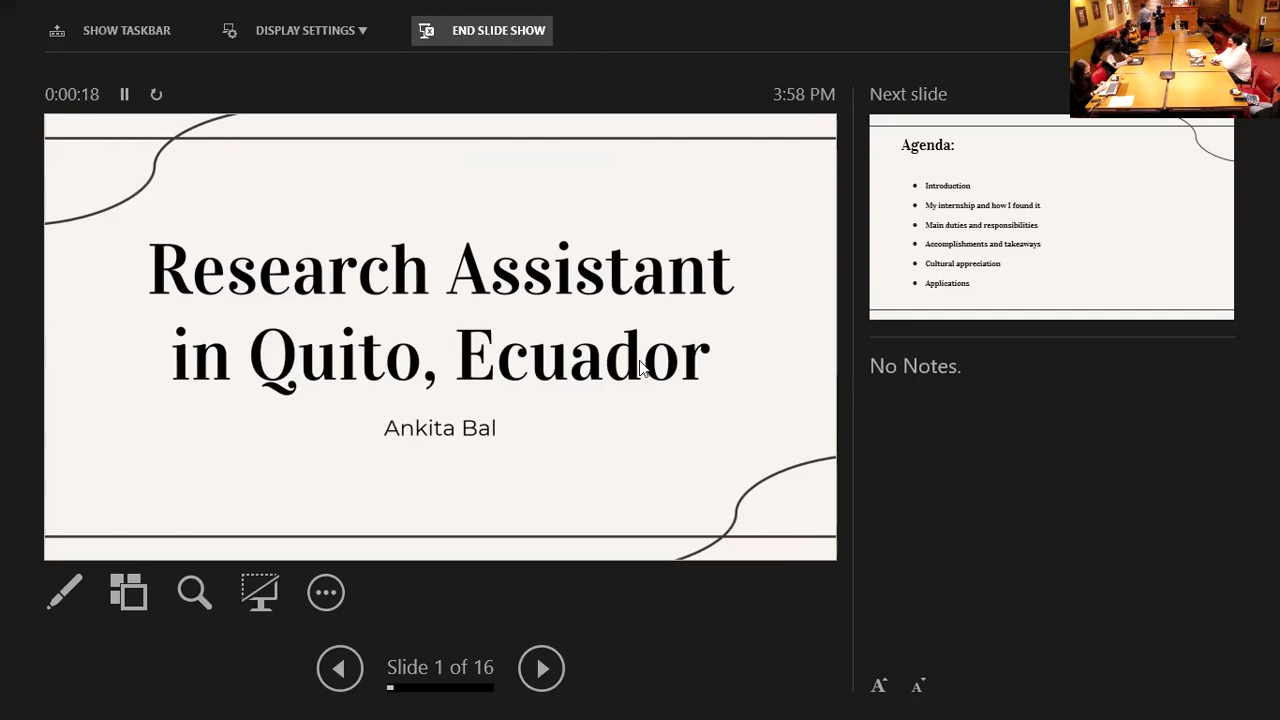 SHOW TASKBAR
DISPLAY SETTINGS ▼
END SLIDE SHOW
0:00:18
3:58 PM
Research Assistant
in Quito, Ecuador
Ankita Bal
Slide 1 of 16
Next slide
Agenda:
• Introduction
• My internship and how I found it
• Main duties and responsibilities
• Accomplishments and takeaways
• Cultural appreciation
• Applications
No Notes.
A A